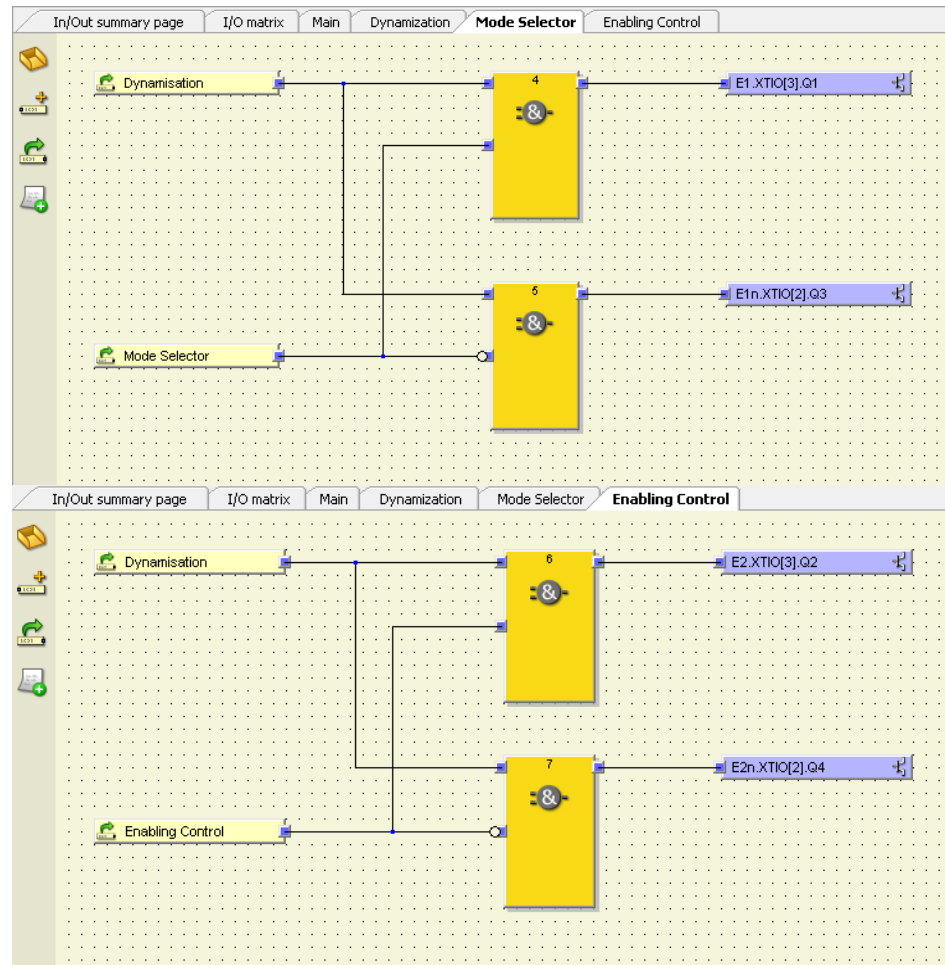 In/Out summary page I/O matrix Main Dynamization Mode Selector Enabling Control
Dynamisation 4 E1.XTIO[3].Q1
&
5 E1n.XTIO[2].Q3
&
Mode Selector
In/Out summary page I/O matrix Main Dynamization Mode Selector Enabling Control
Dynamisation 6 E2.XTIO[3].Q2
&
7 E2n.XTIO[2].Q4
&
Enabling Control